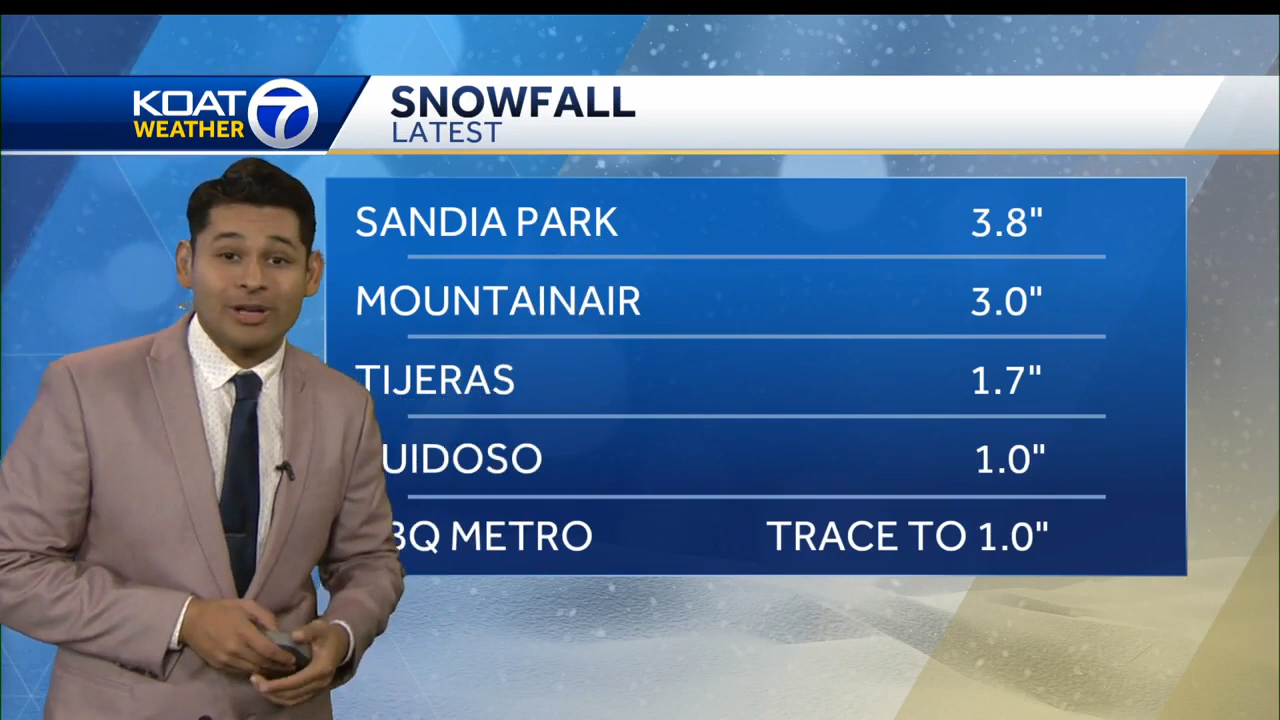 KOAT 7
WEATHER
SNOWFALL
LATEST
SANDIA PARK 3.8"
MOUNTAINAIR 3.0"
TIJERAS 1.7"
UIDOSO 1.0"
BQ METRO TRACE TO 1.0"